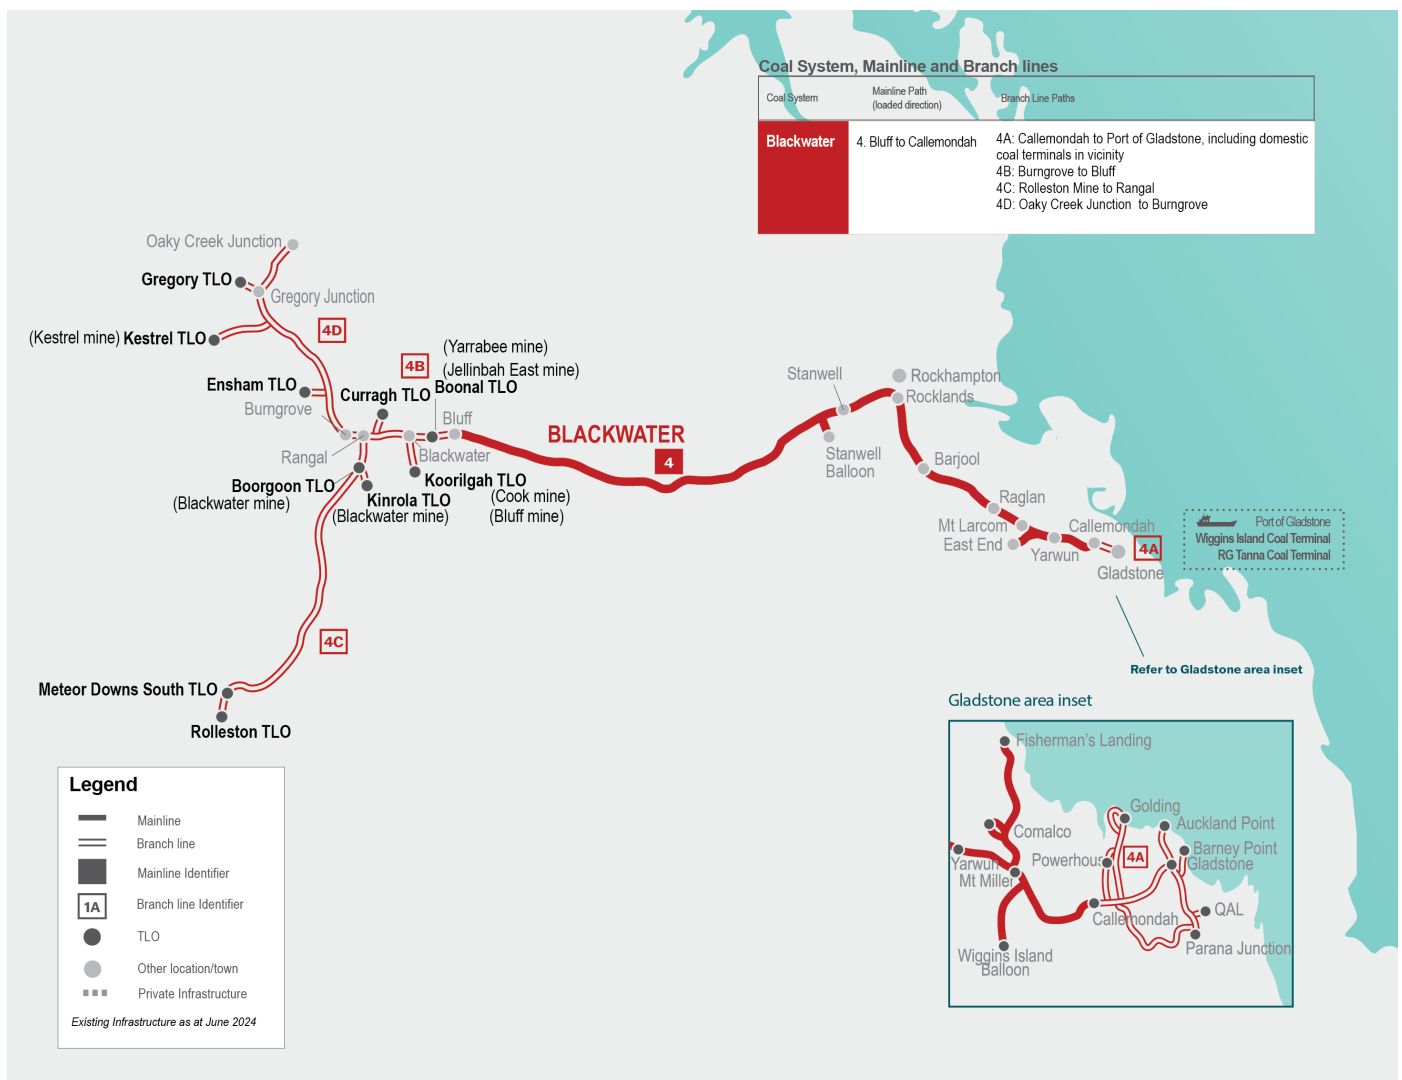 Coal System, Mainline and Branch lines
Coal System
Mainline Path
(loaded direction)
Branch Line Paths
Blackwater
4. Bluff to Callemondah
4A: Callemondah to Port of Gladstone, including domestic
coal terminals in vicinity
4B: Burngrove to Bluff
4C: Rolleston Mine to Rangal
4D: Oaky Creek Junction to Burngrove
Oaky Creek Junction
Gregory TLO
Gregory Junction
4D
(Kestrel mine) Kestrel TLO
(Yarrabee mine)
4B
(Jellinbah East mine)
Ensham TLO
Boonal TLO
Curragh TLO
Burngrove
Bluff
Rangal
Blackwater
Boorgoon TLO
(Blackwater mine)
Koorilgah TLO
(Cook mine)
(Bluff mine)
Kinrola TLO
(Blackwater mine)
BLACKWATER
4
Stanwell
Rockhampton
Rocklands
Stanwell
Balloon
Barjool
Raglan
Mt Larcom
East End
Callemondah
Yarwun
4A
Gladstone
Port of Gladstone
Wiggins Island Coal Terminal
RG Tanna Coal Terminal
4C
Meteor Downs South TLO
Rolleston TLO
Refer to Gladstone area inset
Gladstone area inset
Fisherman's Landing
Golding
Auckland Point
Comalco
Barney Point
Powerhous
4A
Gladstone
Yarwun
Mt Miller
Callemondah
QAL
Parana Junction
Wiggins Island
Balloon
Legend
Mainline
Branch line
Mainline Identifier
1A
Branch line Identifier
TLO
Other location/town
Private Infrastructure
Existing Infrastructure as at June 2024